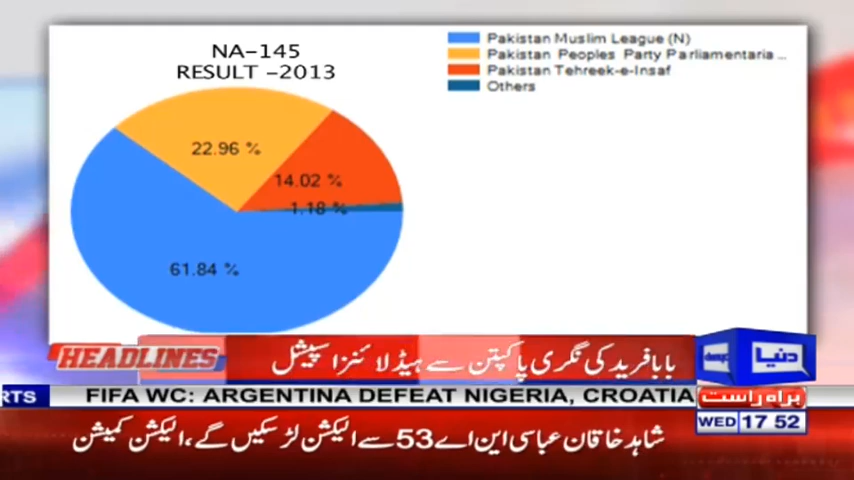 NA-145
RESULT -2013
Pakistan Muslim League (N)
Pakistan Peoples Party Parliamentaria ...
Pakistan Tehreek-e-Insaf
Others
22.96 %
14.02 %
1.18 %
61.84 %
HEADLINES
بابا فرید کی نگری پاکپتن سے ہیڈ لائنز اسپیشل
دنیا
RTS
FIFA WC: ARGENTINA DEFEAT NIGERIA, CROATIA
براہ راست
WED 17 52
شاہد خاقان عباسی این اے 53 سے الیکشن لڑ سکیں گے، الیکشن کمیشن